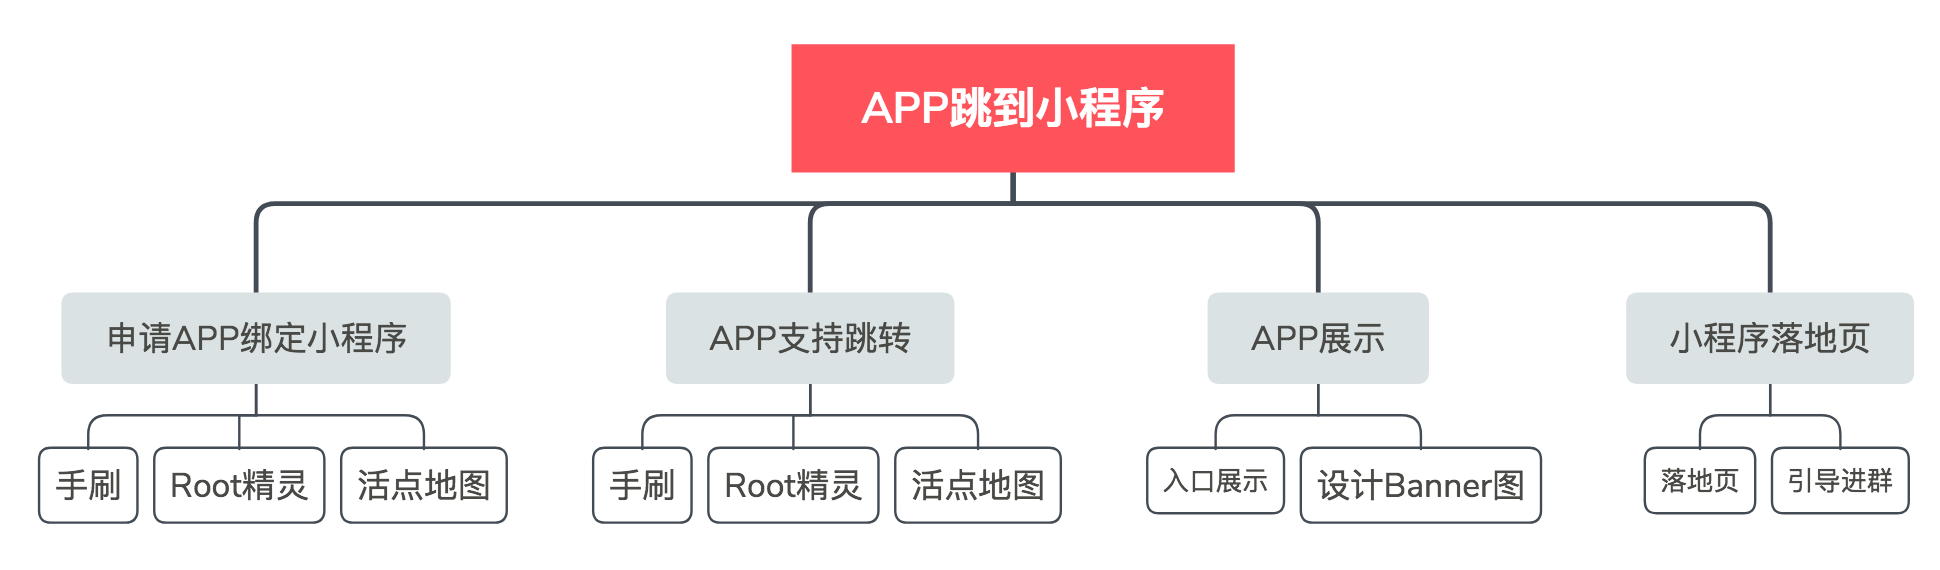 APP跳到小程序
申请APP绑定小程序
APP支持跳转
APP展示
小程序落地页
手刷
Root精灵
活点地图
手刷
Root精灵
活点地图
入口展示
设计Banner图
落地页
引导进群